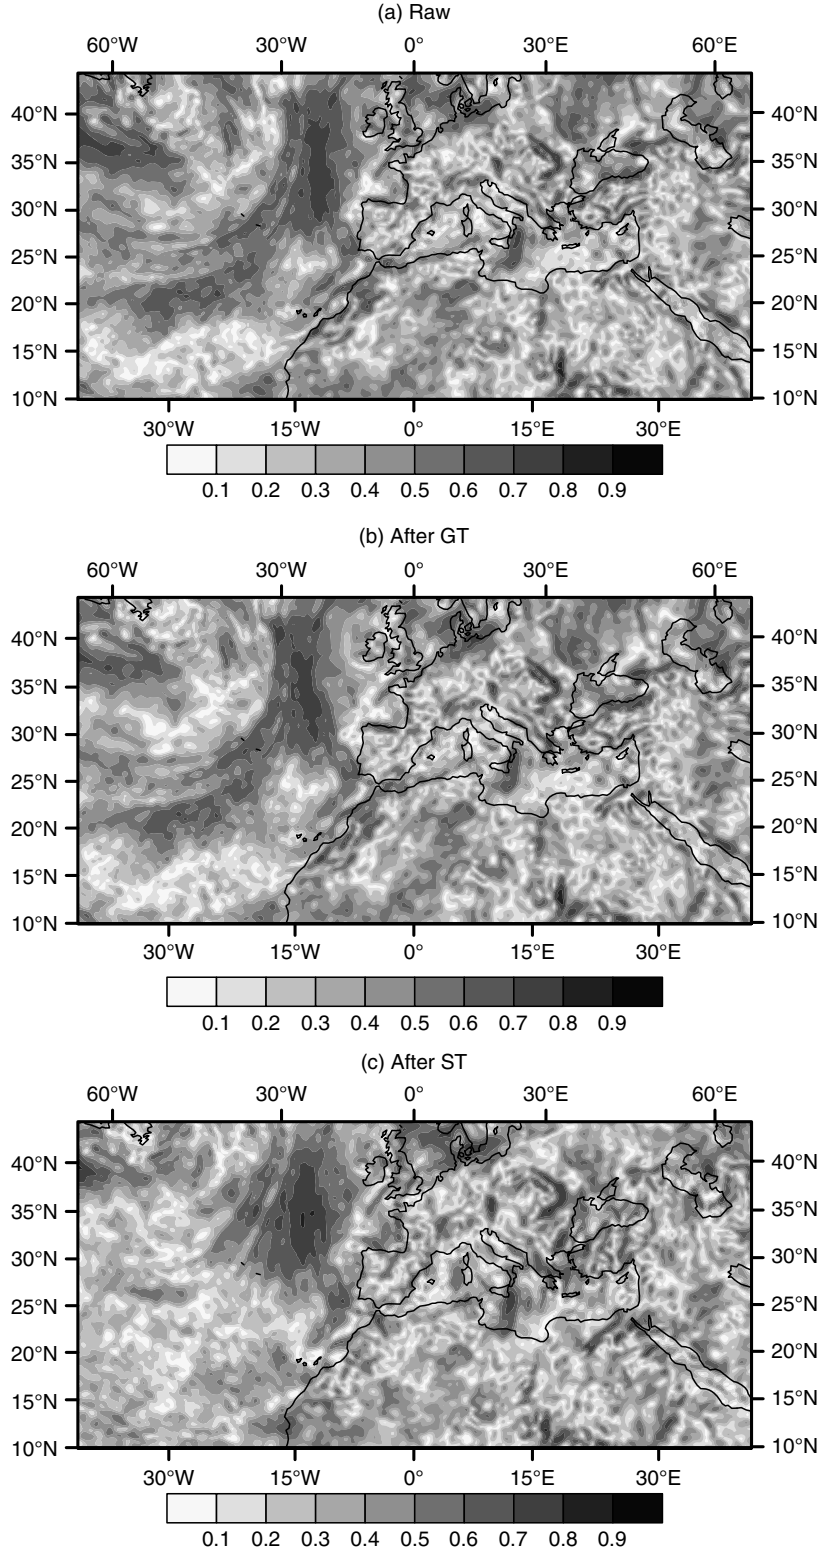 (a) Raw
60°W 30°W 0° 30°E 60°E
40°N 40°N
35°N 35°N
30°N 30°N
25°N 25°N
20°N 20°N
15°N 15°N
10°N 10°N
30°W 15°W 0° 15°E 30°E
0.1 0.2 0.3 0.4 0.5 0.6 0.7 0.8 0.9
(b) After GT
60°W 30°W 0° 30°E 60°E
40°N 40°N
35°N 35°N
30°N 30°N
25°N 25°N
20°N 20°N
15°N 15°N
10°N 10°N
30°W 15°W 0° 15°E 30°E
0.1 0.2 0.3 0.4 0.5 0.6 0.7 0.8 0.9
(c) After ST
60°W 30°W 0° 30°E 60°E
40°N 40°N
35°N 35°N
30°N 30°N
25°N 25°N
20°N 20°N
15°N 15°N
10°N 10°N
30°W 15°W 0° 15°E 30°E
0.1 0.2 0.3 0.4 0.5 0.6 0.7 0.8 0.9